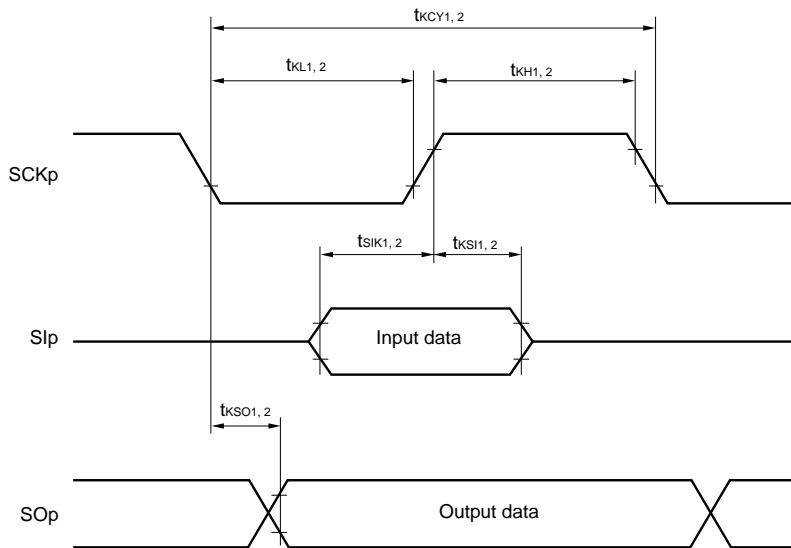 tKCY1, 2
tKL1, 2
tKH1, 2
SCKp
tSIK1, 2
tKSI1, 2
SIp
Input data
tKSO1, 2
SOp
Output data